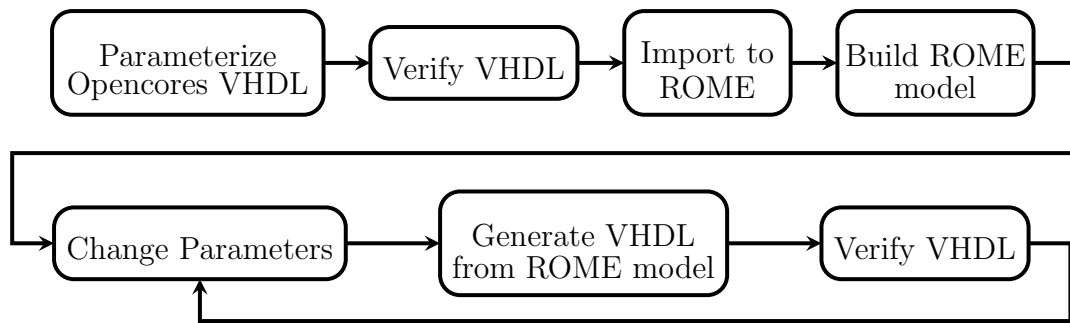 Parameterize
Opencores VHDL
Verify VHDL
Import to
ROME
Build ROME
model
Change Parameters
Generate VHDL
from ROME model
Verify VHDL